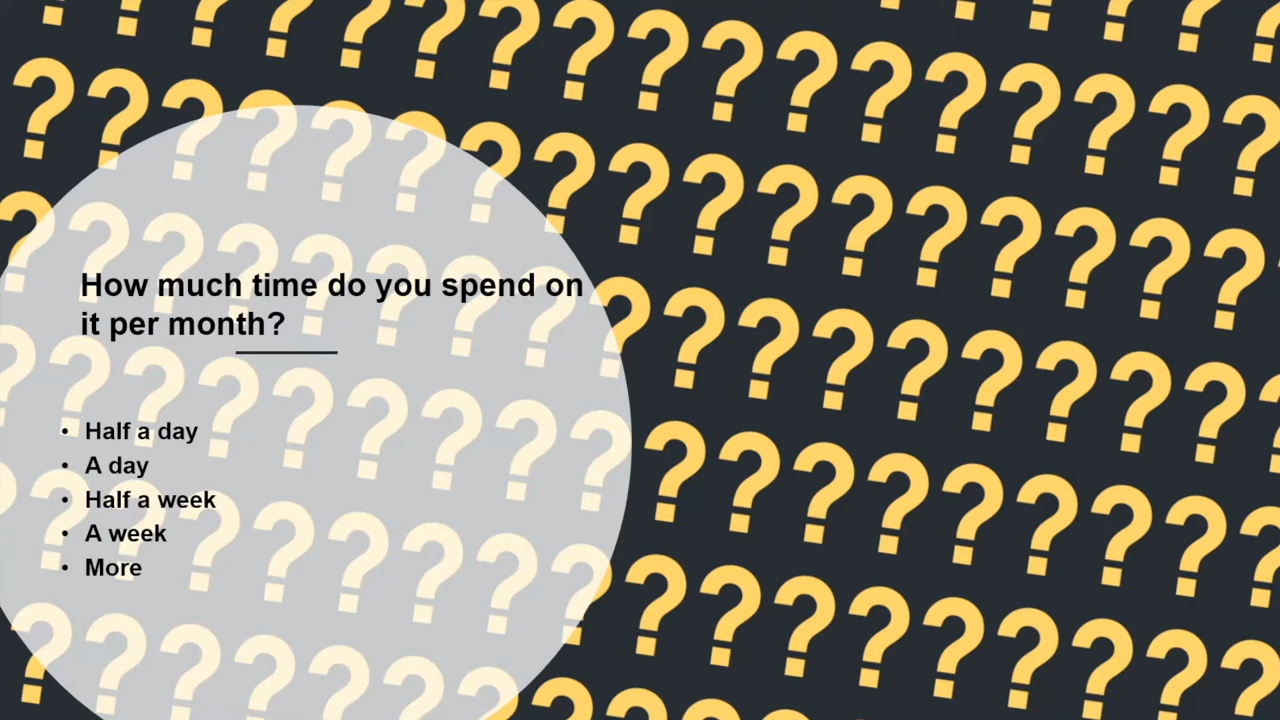 How much time do you spend on
it per month?
• Half a day
• A day
• Half a week
• A week
• More